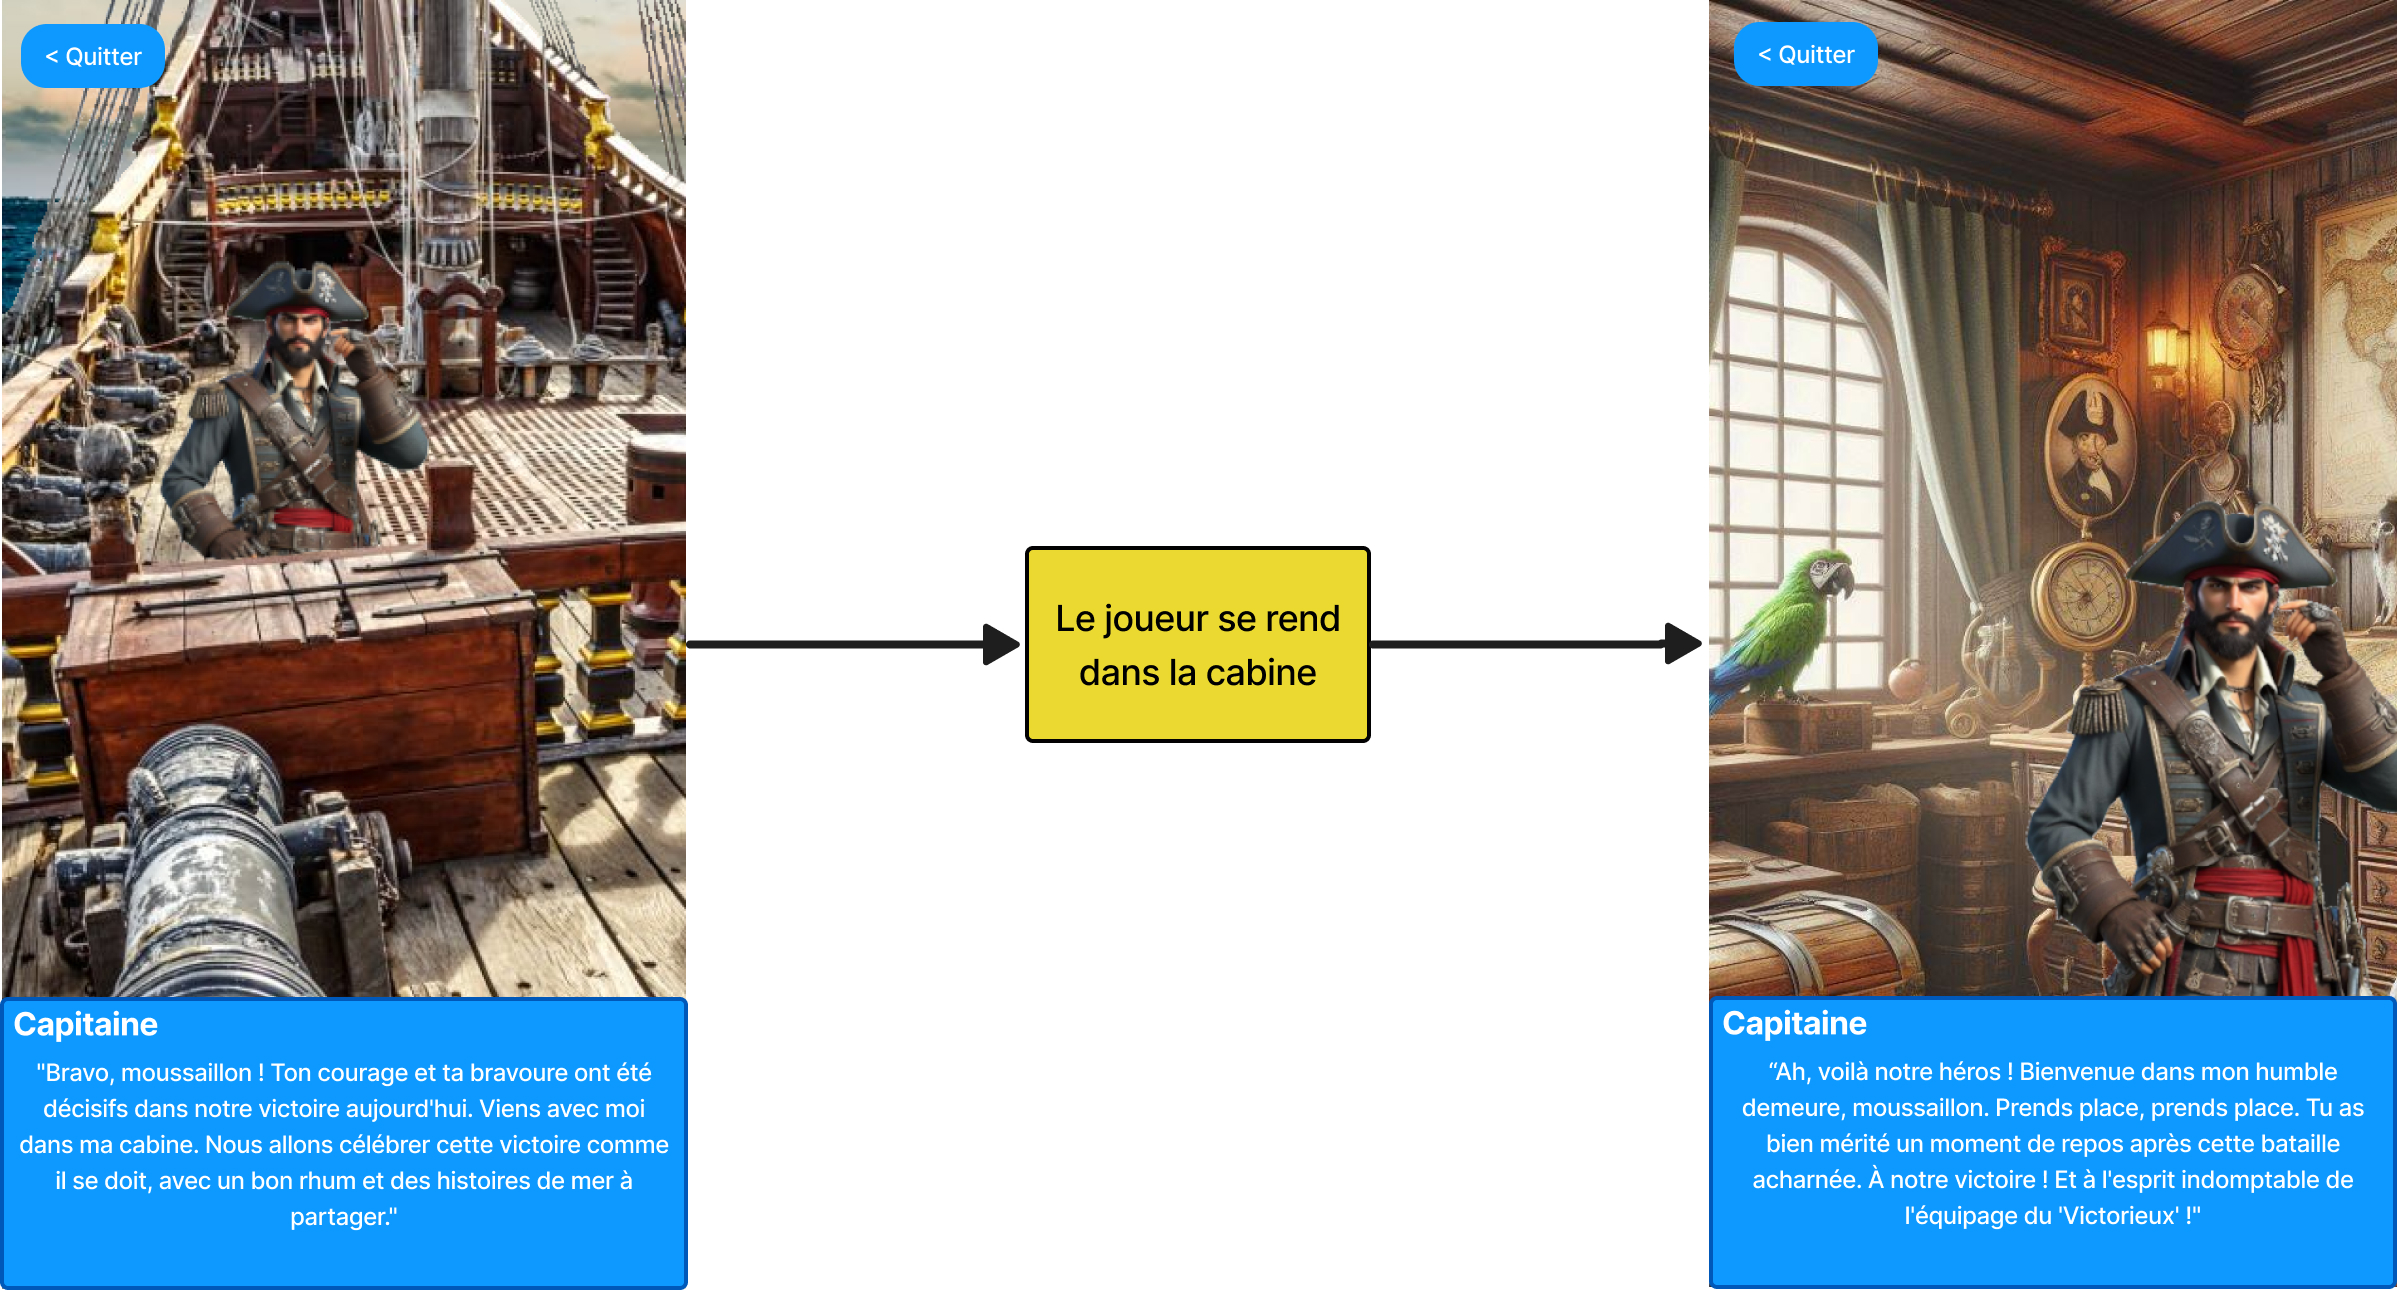 < Quitter
Capitaine
"Bravo, moussaillon ! Ton courage et ta bravoure ont été
décisifs dans notre victoire aujourd'hui. Viens avec moi
dans ma cabine. Nous allons célébrer cette victoire comme
il se doit, avec un bon rhum et des histoires de mer à
partager."
Le joueur se rend
dans la cabine
< Quitter
Capitaine
“Ah, voilà notre héros ! Bienvenue dans mon humble
demeure, moussaillon. Prends place, prends place. Tu as
bien mérité un moment de repos après cette bataille
acharnée. À notre victoire ! Et à l'esprit indomptable de
l'équipage du 'Victorieux' !"